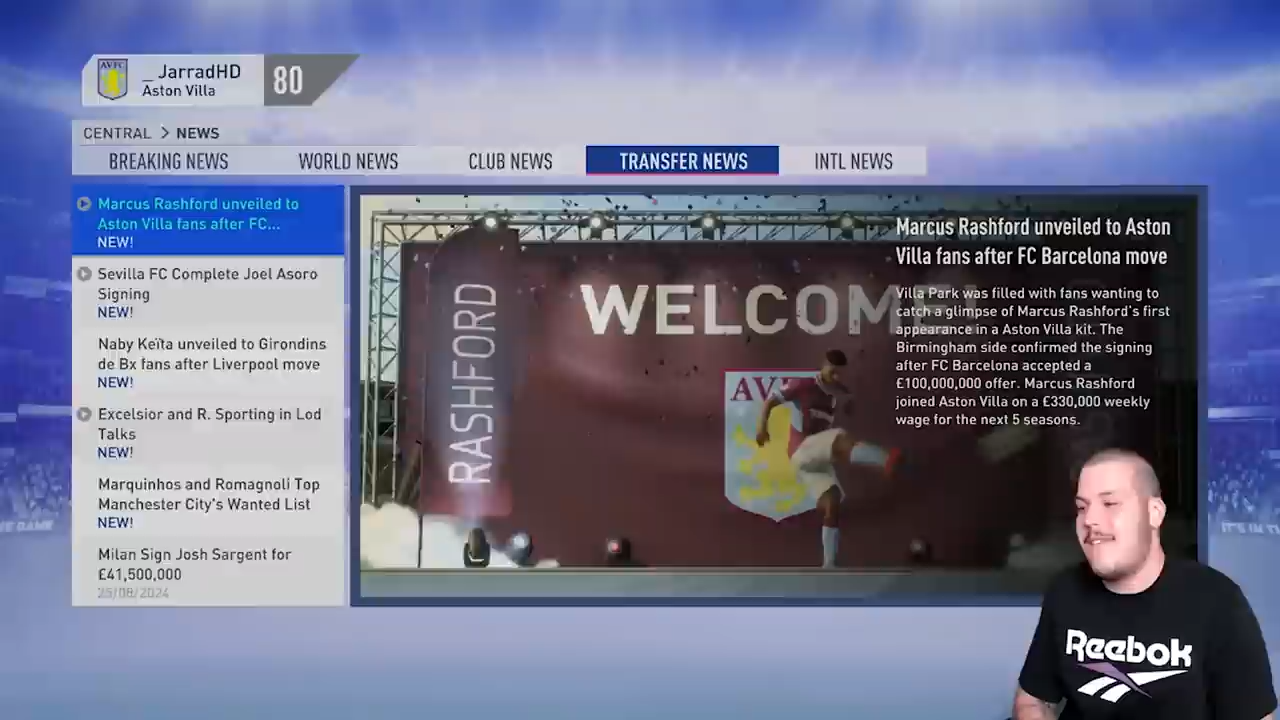 AVFC
_JarradHD
Aston Villa
80
CENTRAL > NEWS
BREAKING NEWS
WORLD NEWS
CLUB NEWS
TRANSFER NEWS
INTL NEWS
Marcus Rashford unveiled to
Aston Villa fans after FC...
NEW!
Sevilla FC Complete Joel Asoro
Signing
NEW!
Naby Keïta unveiled to Girondins
de Bx fans after Liverpool move
NEW!
Excelsior and R. Sporting in Lod
Talks
NEW!
Marquinhos and Romagnoli Top
Manchester City's Wanted List
NEW!
Milan Sign Josh Sargent for
£41,500,000
25/08/2024
RASHFORD
WELCOME!
Marcus Rashford unveiled to Aston
Villa fans after FC Barcelona move
Villa Park was filled with fans wanting to
catch a glimpse of Marcus Rashford's first
appearance in a Aston Villa kit. The
Birmingham side confirmed the signing
after FC Barcelona accepted a
£100,000,000 offer. Marcus Rashford
joined Aston Villa on a £330,000 weekly
wage for the next 5 seasons.
Reebok